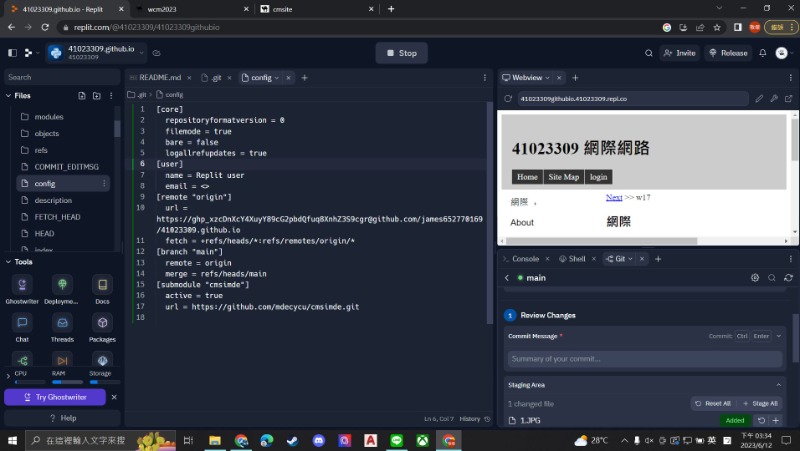 41023309.github.io - Replit
wcm2023
cmsite
replit.com/@41023309/41023309githubio
41023309.github.io
41023309
Stop
Invite
Release
Search
Files
modules
objects
refs
COMMIT_EDITMSG
config
description
FETCH_HEAD
HEAD
index
Tools
Ghostwriter
Deployme...
Docs
Chat
Threads
Packages
CPU
RAM
Storage
Try Ghostwriter
Help
README.md
.git
config
.git > config
1 [core]
2 repositoryformatversion = 0
3 filemode = true
4 bare = false
5 logallrefupdates = true
6 [user]
7 name = Replit user
8 email = <>
9 [remote "origin"]
10 url =
@github.com/james652770169
/41023309.github.io
11 fetch = +refs/heads/*:refs/remotes/origin/*
12 [branch "main"]
13 remote = origin
14 merge = refs/heads/main
15 [submodule "cmsimde"]
16 active = true
17 url = https://github.com/mdecycu/cmsimde.git
18
Ln 6, Col 7 History
Webview
41023309githubio.41023309.repl.co
41023309 網際網路
Home
Site Map
login
網際
Next >> w17
About
網際
Console
Shell
Git
main
1 Review Changes
Commit Message *
Commit: Ctrl Enter
Summary of your commit...
Staging Area
1 changed file
Reset All
Stage All
1.JPG
Added
在這裡輸入文字來搜
28°C
英
下午 03:34
2023/6/12